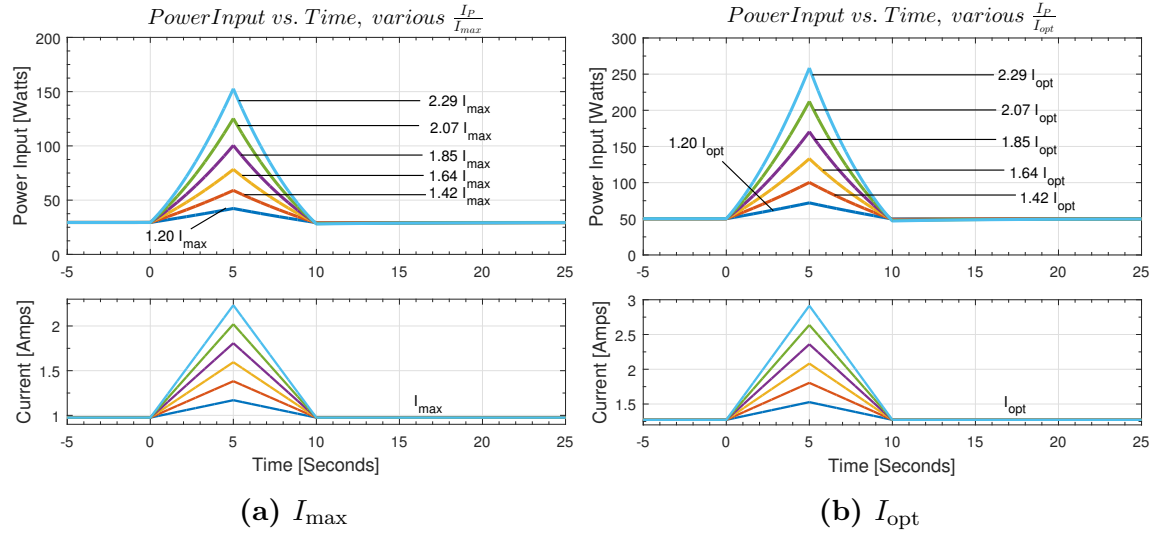 PowerInput vs. Time, various I_P/I_max
200
150
100
50
0
Power Input [Watts]
2.29 I_max
2.07 I_max
1.85 I_max
1.64 I_max
1.42 I_max
1.20 I_max
-5 0 5 10 15 20 25
2
1.5
1
Current [Amps]
I_max
-5 0 5 10 15 20 25
Time [Seconds]
(a) I_max
PowerInput vs. Time, various I_P/I_opt
300
250
200
150
100
50
0
Power Input [Watts]
2.29 I_opt
2.07 I_opt
1.20 I_opt
1.85 I_opt
1.64 I_opt
1.42 I_opt
-5 0 5 10 15 20 25
3
2.5
2
1.5
Current [Amps]
I_opt
-5 0 5 10 15 20 25
Time [Seconds]
(b) I_opt